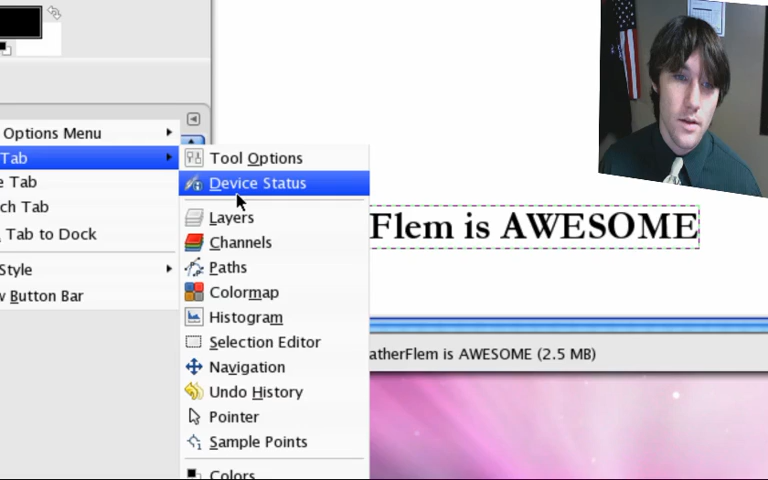 Options Menu
Tab
Tool Options
Device Status
e Tab
ch Tab
Layers
Tab to Dock
Channels
Flem is AWESOME
Style
Paths
w Button Bar
Colormap
Histogram
Selection Editor
atherFlem is AWESOME (2.5 MB)
Navigation
Undo History
Pointer
Sample Points
Colors